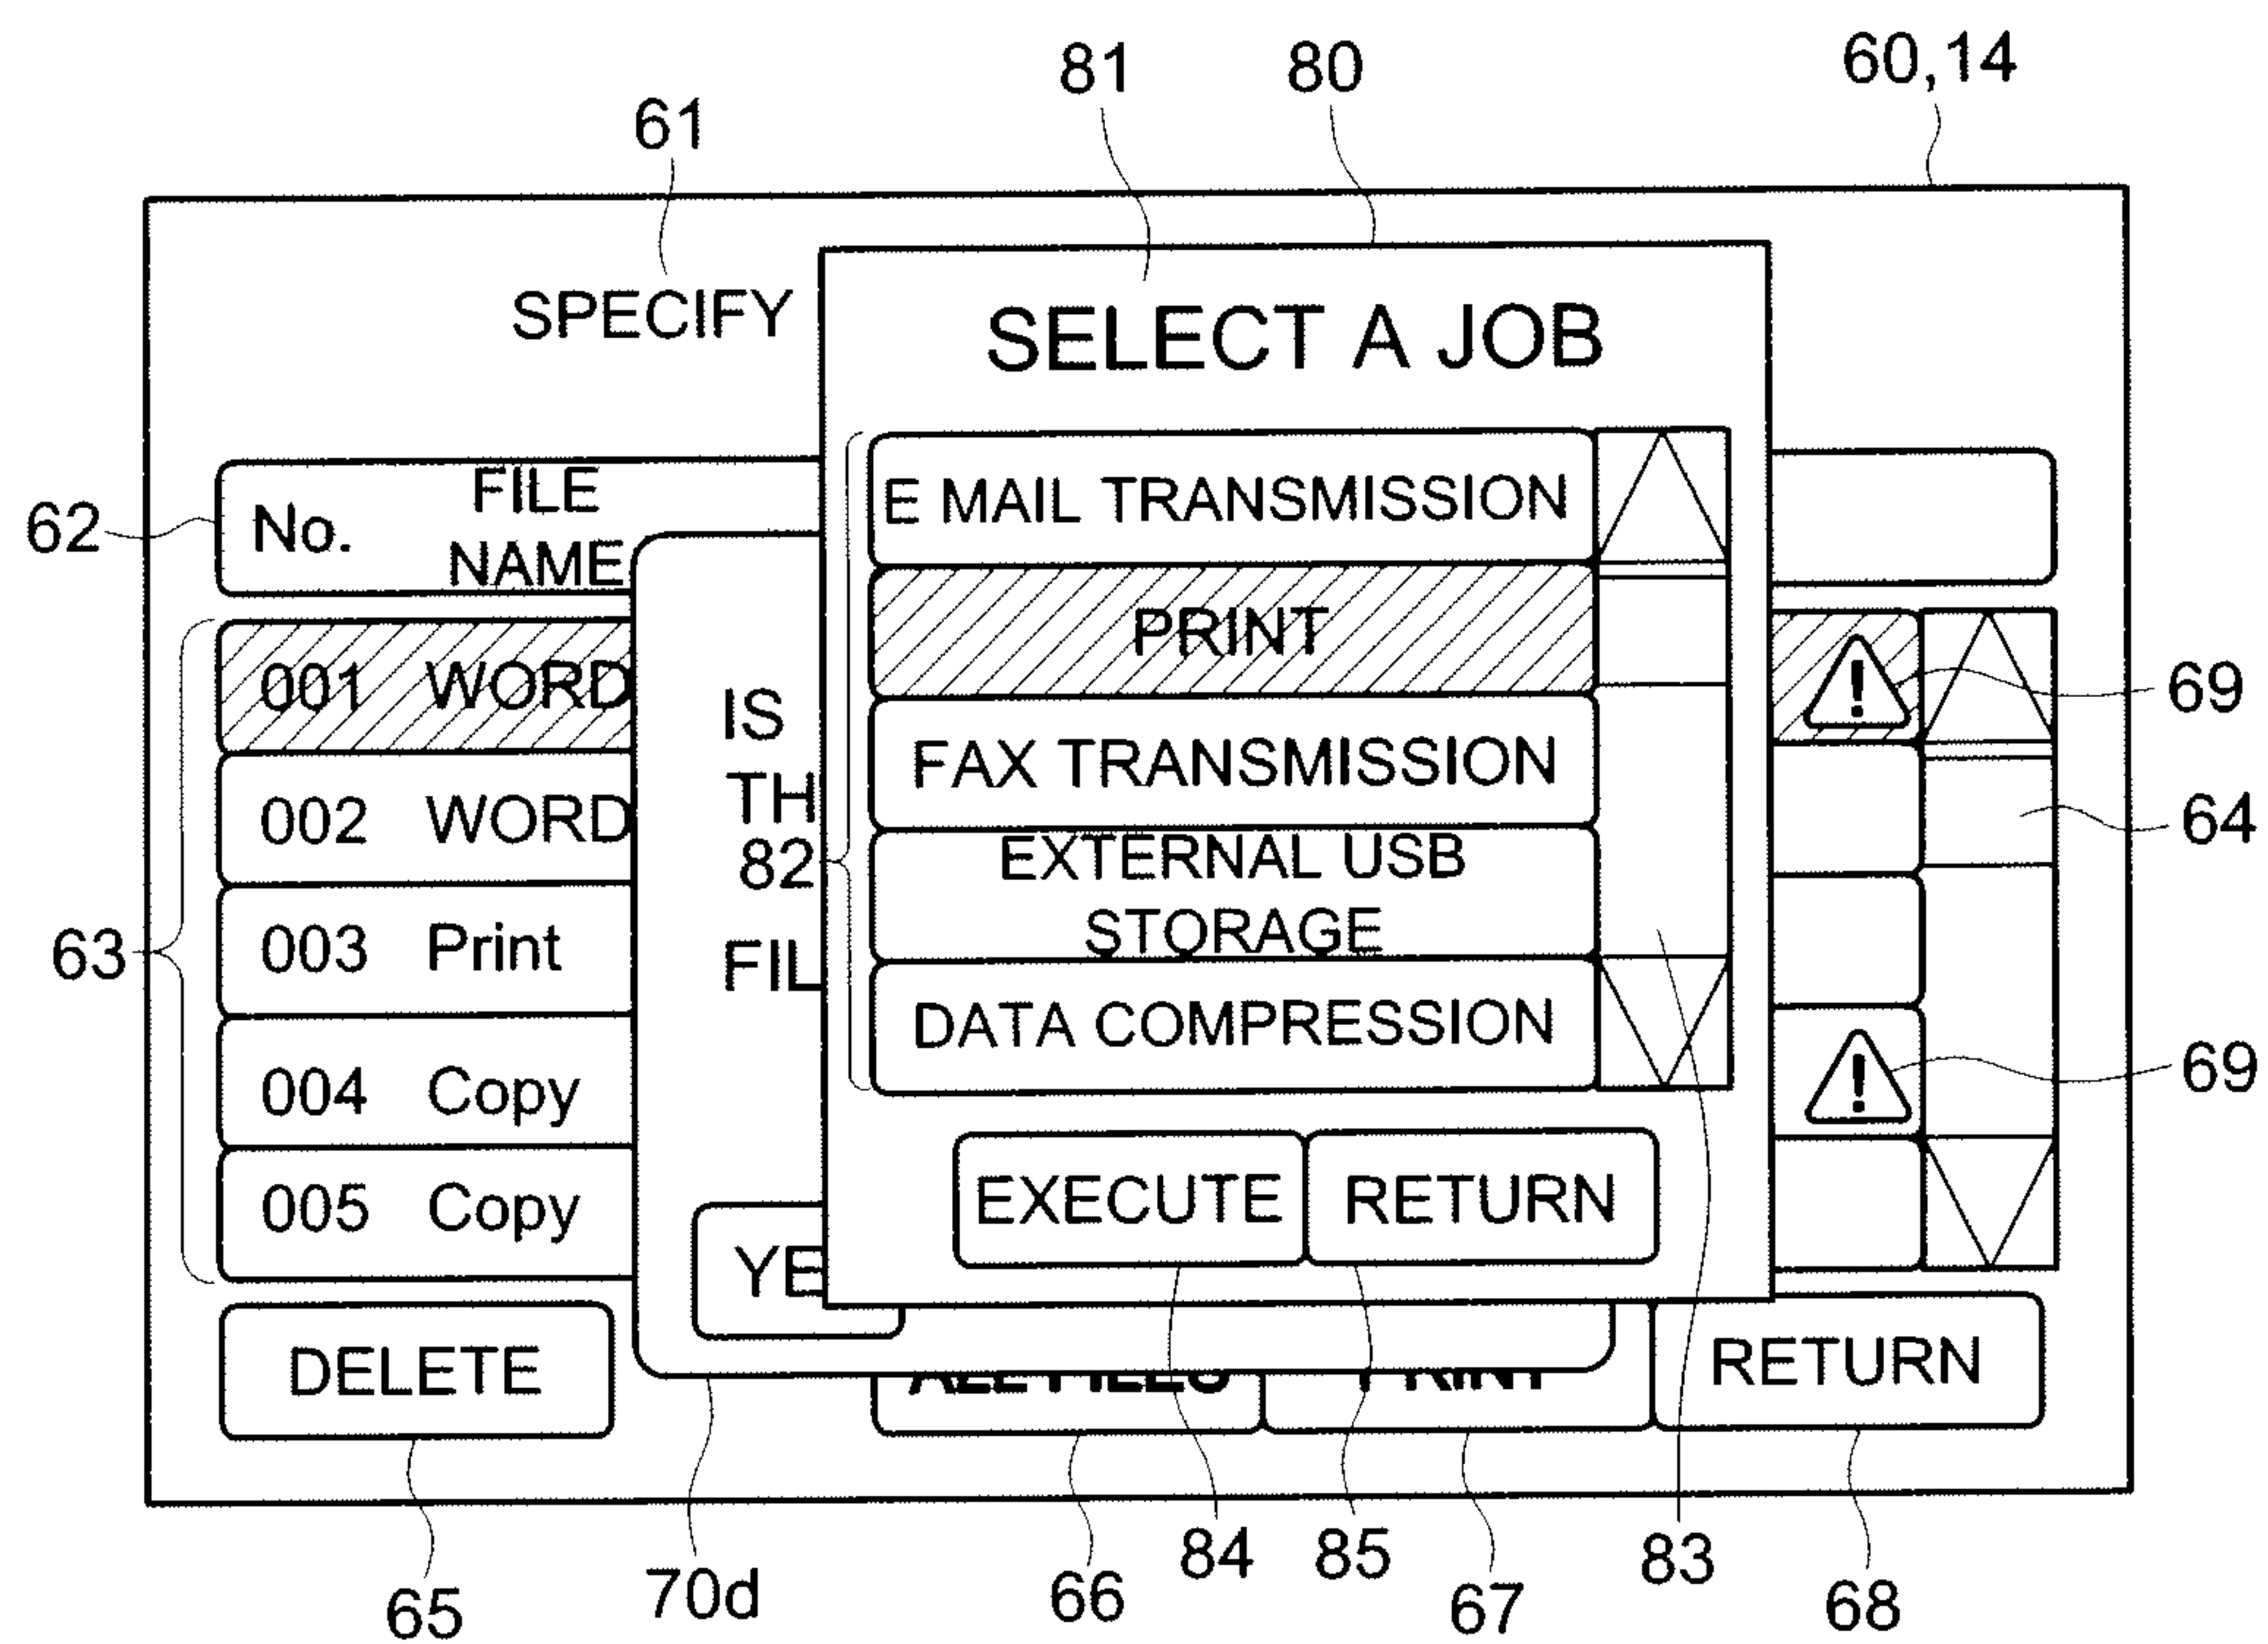 81 80 60,14
61
SELECT A JOB
SPECIFY
E MAIL TRANSMISSION
62
No. FILE
NAME
PRINT
001 WORD
IS
69
FAX TRANSMISSION
002 WORD
TH
64
82
EXTERNAL USB
STORAGE
63
003 Print
FIL
DATA COMPRESSION
004 Copy
69
005 Copy
EXECUTE RETURN
YE
DELETE
RETURN
84 85 83
65 70d 66 67 68